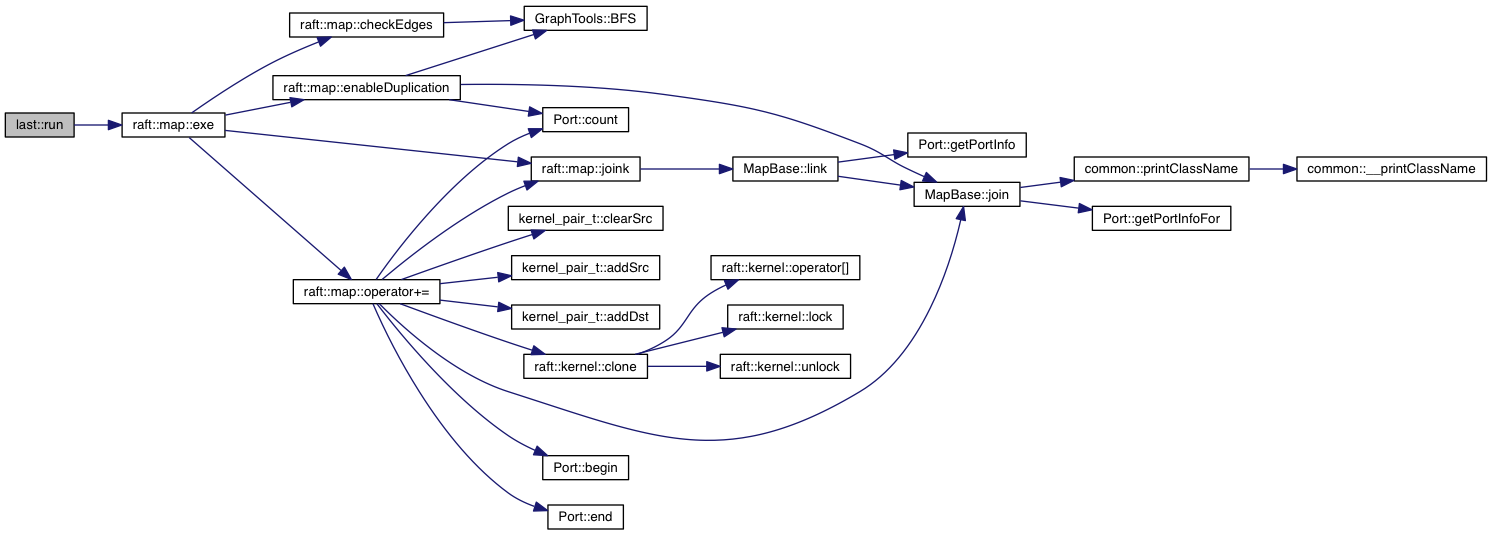 last::run
raft::map::exe
raft::map::checkEdges
raft::map::enableDuplication
raft::map::operator+=
GraphTools::BFS
Port::count
raft::map::joink
kernel_pair_t::clearSrc
kernel_pair_t::addSrc
kernel_pair_t::addDst
raft::kernel::clone
Port::begin
Port::end
MapBase::link
raft::kernel::operator[]
raft::kernel::lock
raft::kernel::unlock
Port::getPortInfo
MapBase::join
common::printClassName
Port::getPortInfoFor
common::__printClassName